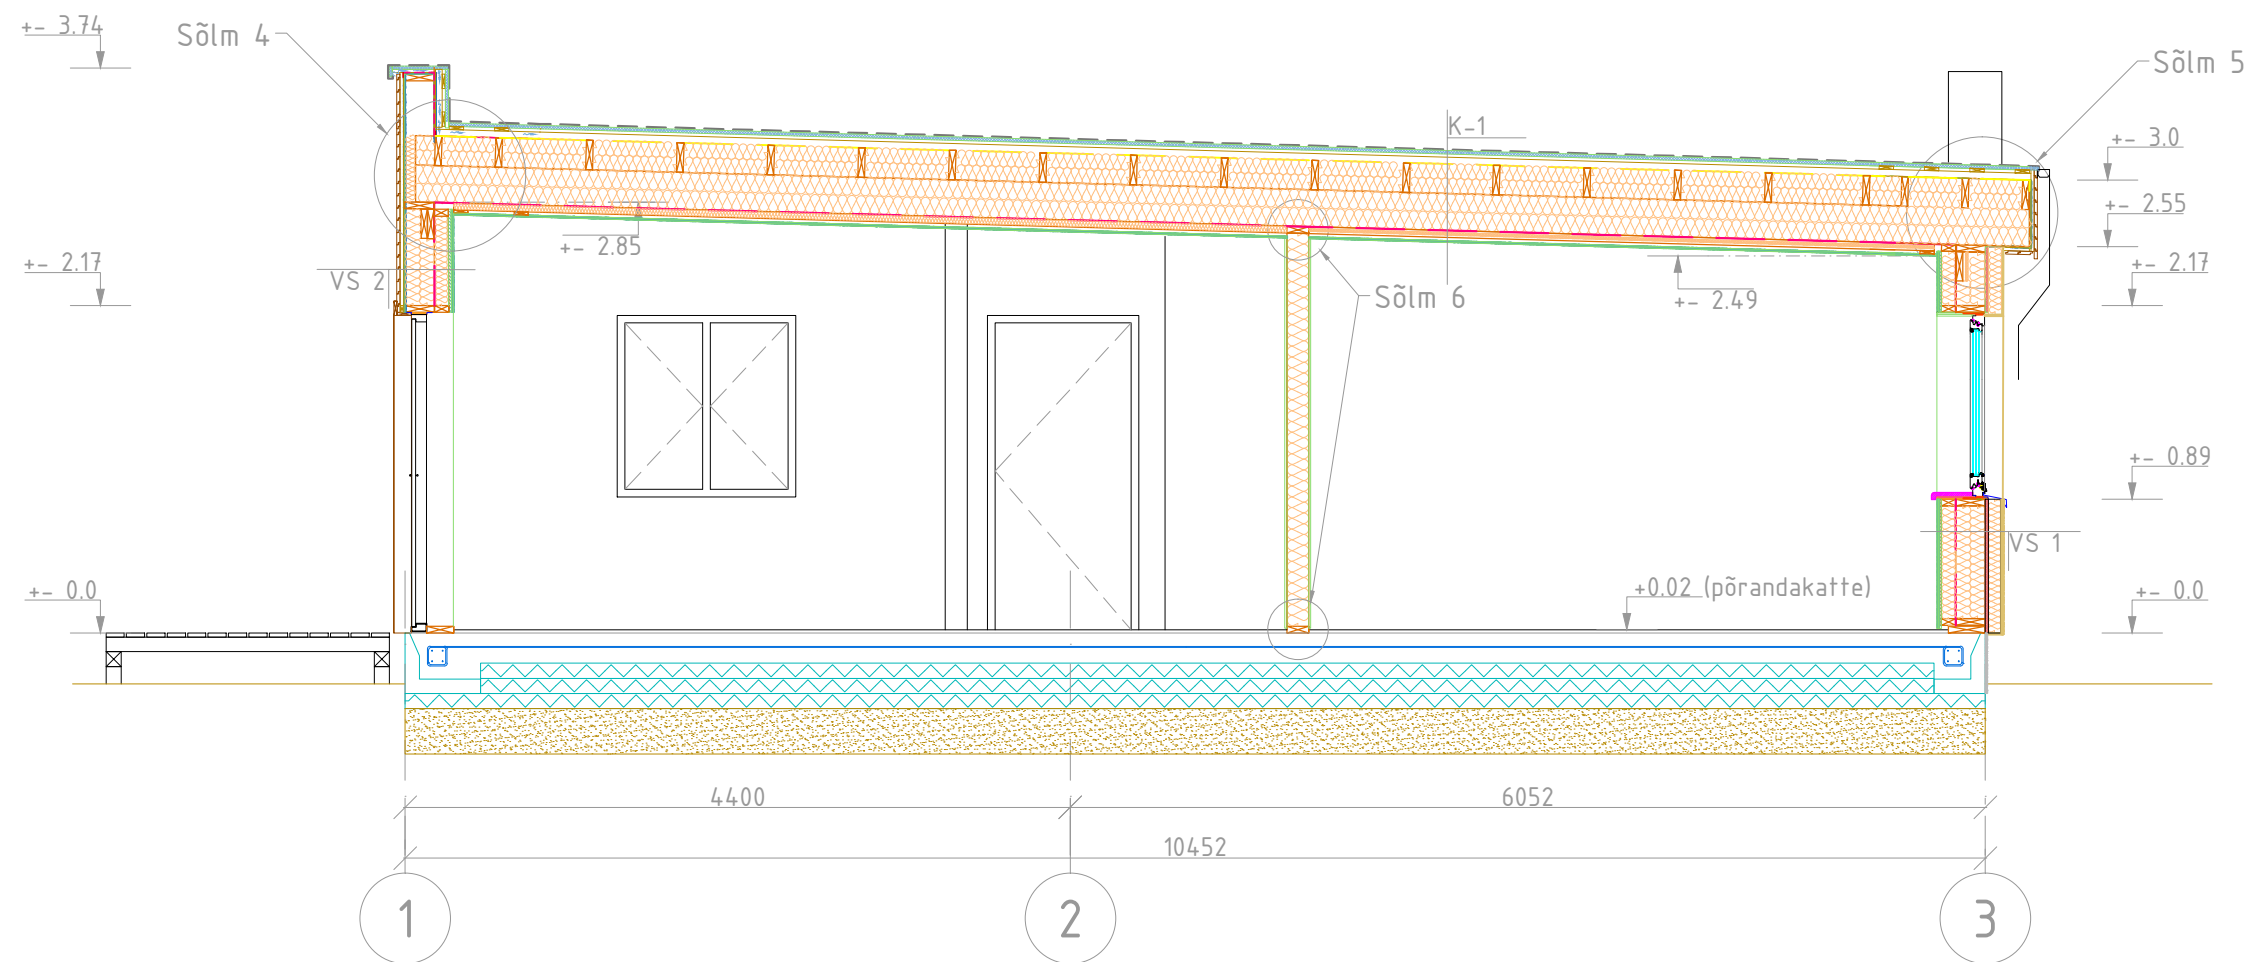 +- 3.74
Sõlm 4
Sõlm 5
K-1
+- 3.0
+- 2.55
+- 2.85
+- 2.17
VS 2
+- 2.17
Sõlm 6
+- 2.49
+- 0.89
VS 1
+- 0.0
+0.02 (põrandakatte)
+- 0.0
4400
6052
10452
1
2
3